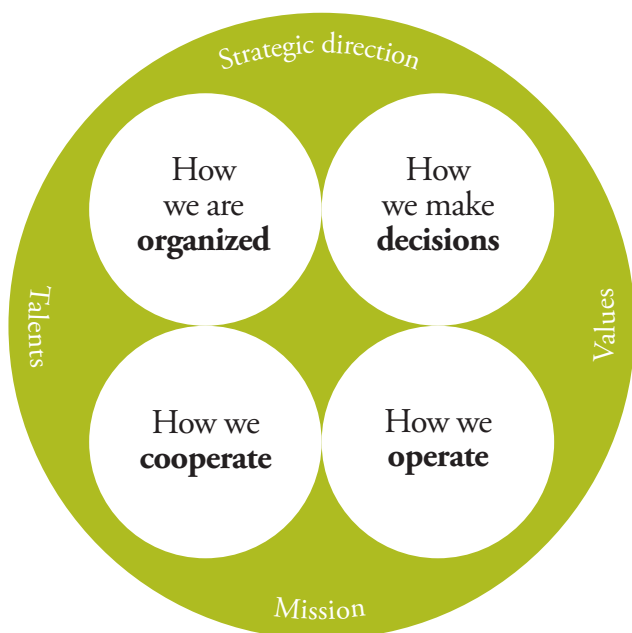 Strategic direction
How
we are
organized
How
we make
decisions
Talents
Values
How we
cooperate
How we
operate
Mission